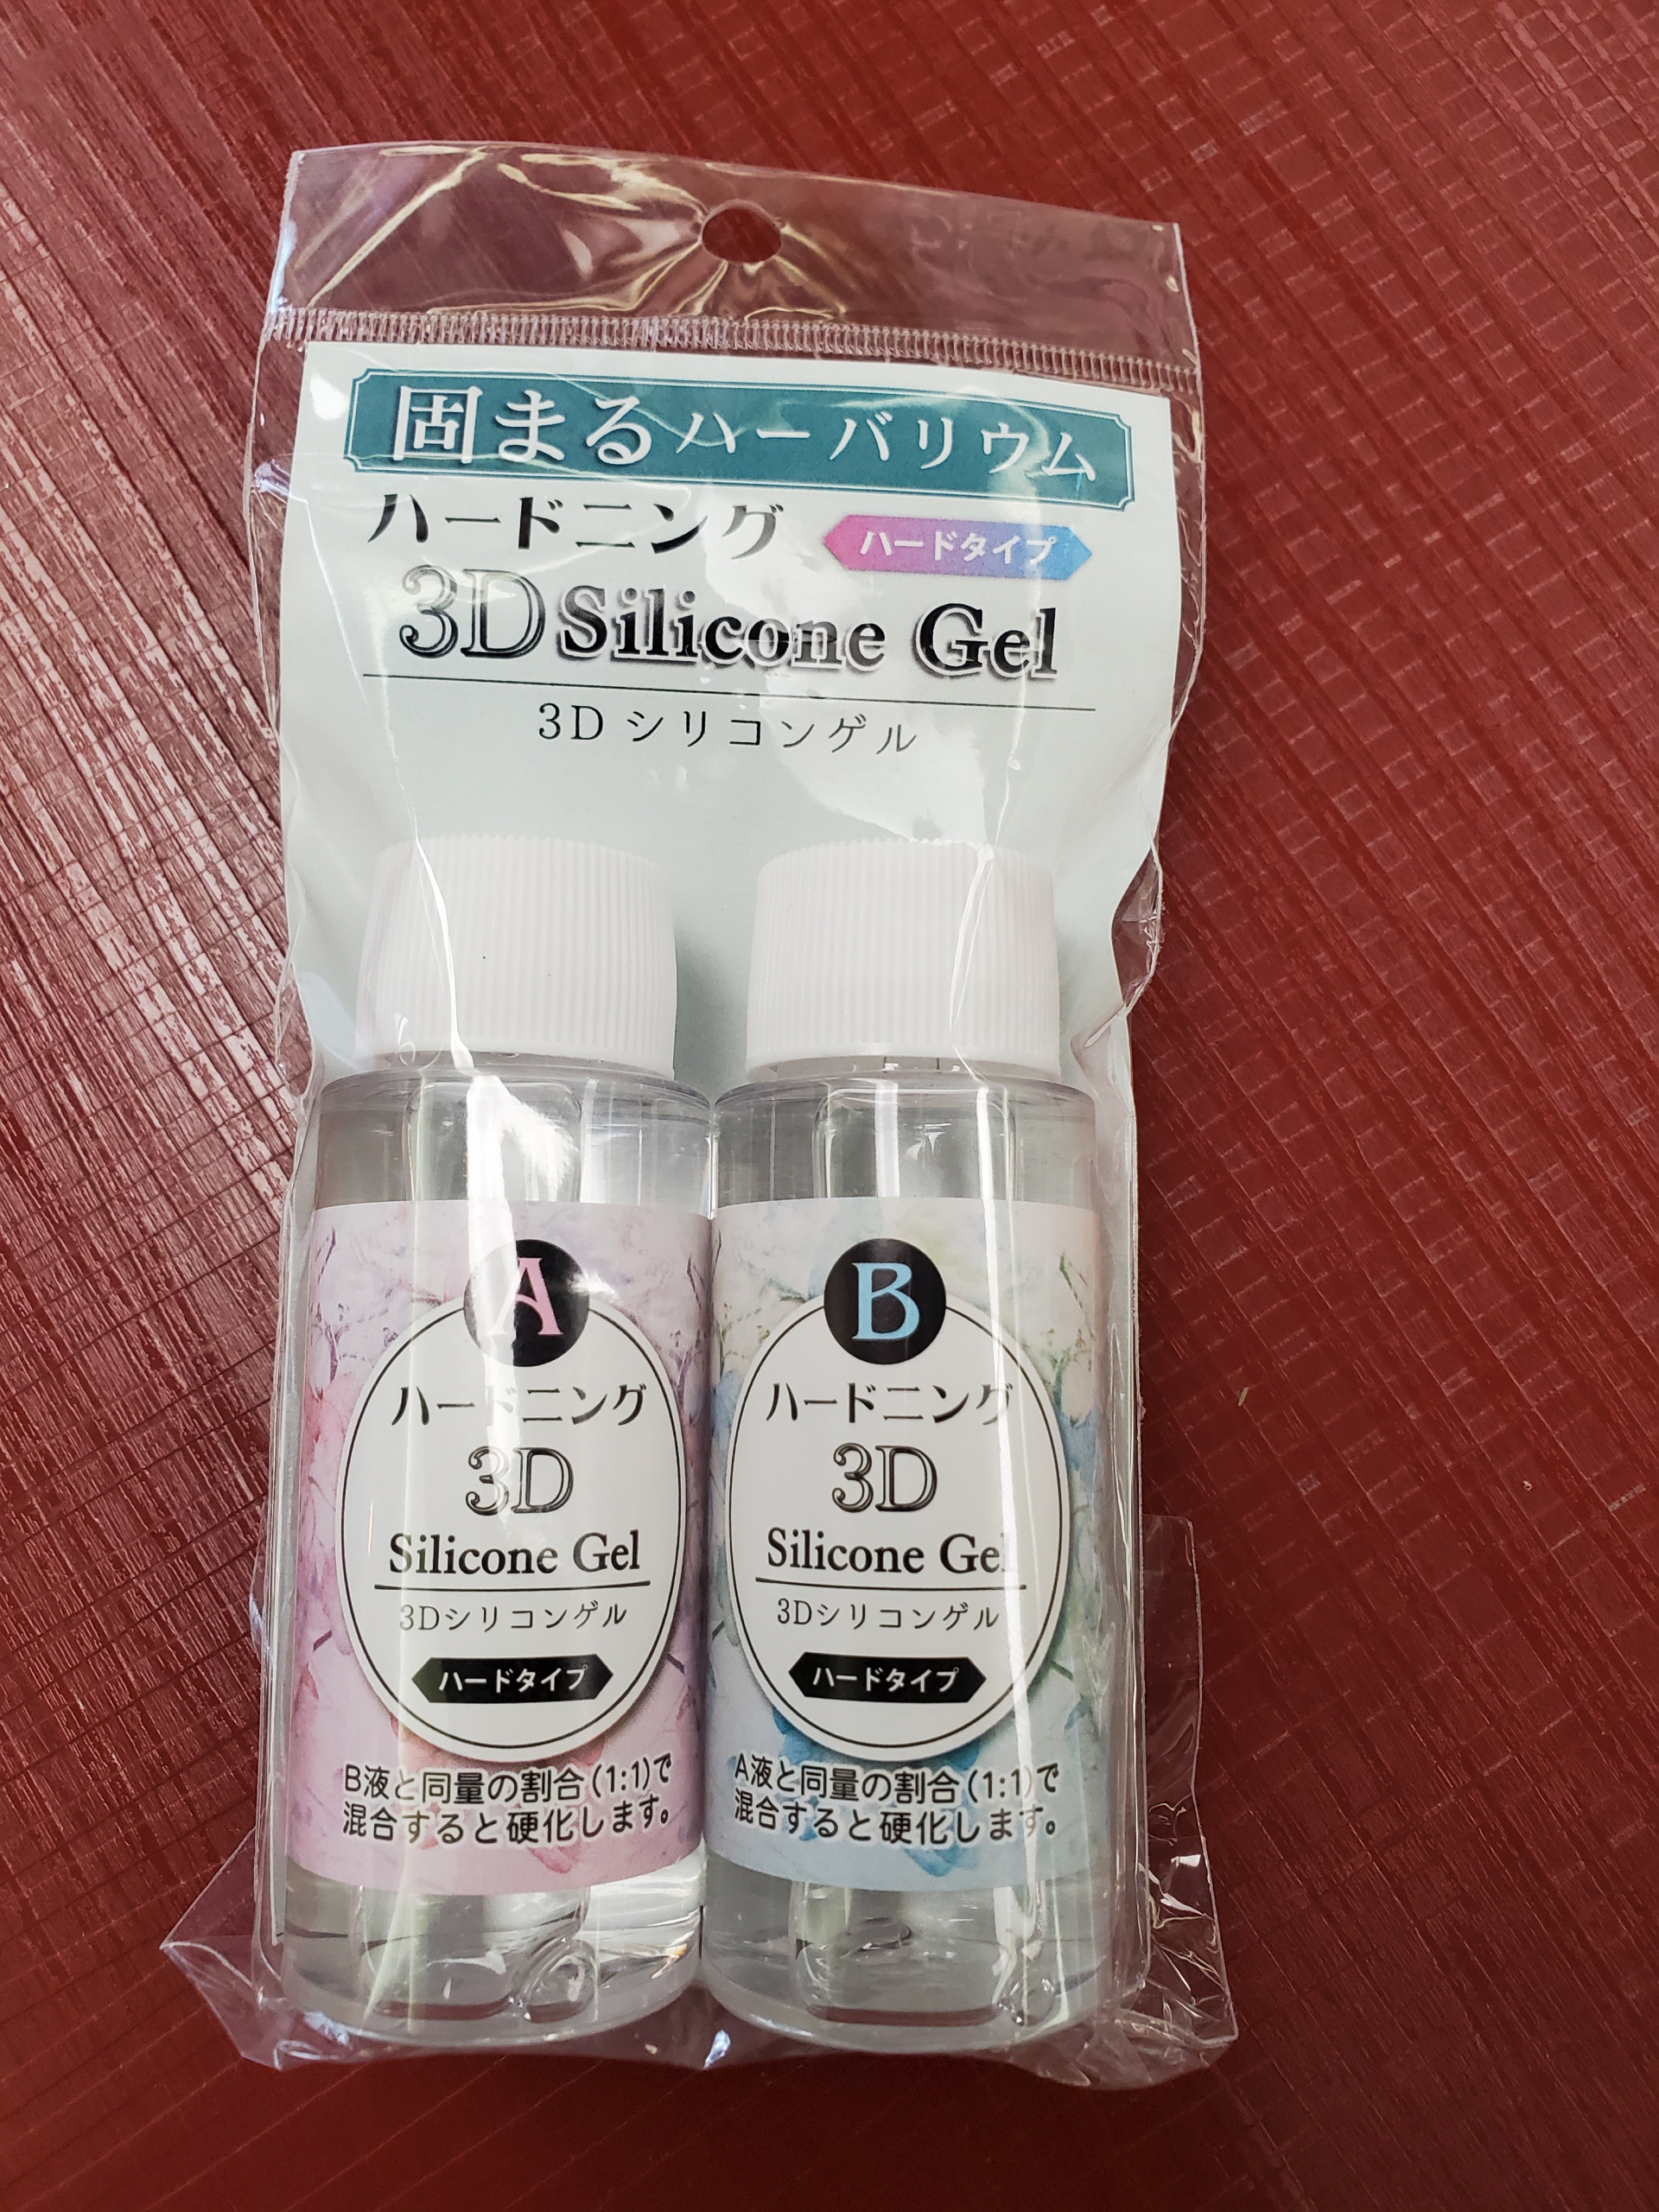 固まるハーバリウム
ハードニング
ハードタイプ
3D Silicone Gel
3Dシリコンゲル
A
ハードニング
3D
Silicone Gel
3Dシリコンゲル
ハードタイプ
B液と同量の割合(1:1)で
混合すると硬化します。
B
ハードニング
3D
Silicone Gel
3Dシリコンゲル
ハードタイプ
A液と同量の割合(1:1)で
混合すると硬化します。